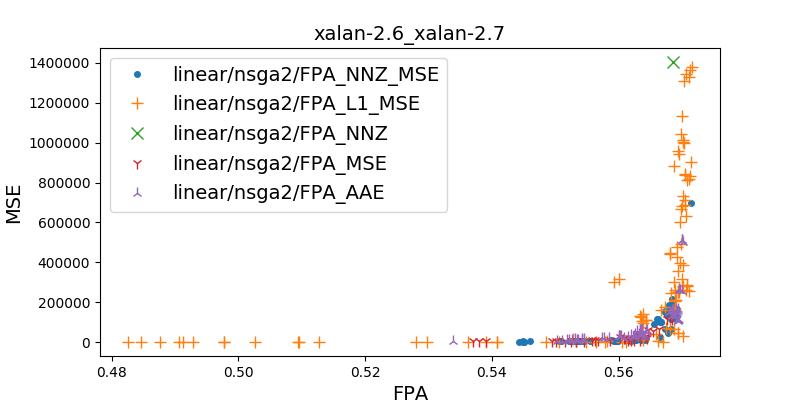 xalan-2.6_xalan-2.7
1400000
1200000
1000000
800000
600000
400000
200000
0
MSE
linear/nsga2/FPA_NNZ_MSE
linear/nsga2/FPA_L1_MSE
linear/nsga2/FPA_NNZ
linear/nsga2/FPA_MSE
linear/nsga2/FPA_AAE
0.48 0.50 0.52 0.54 0.56
FPA